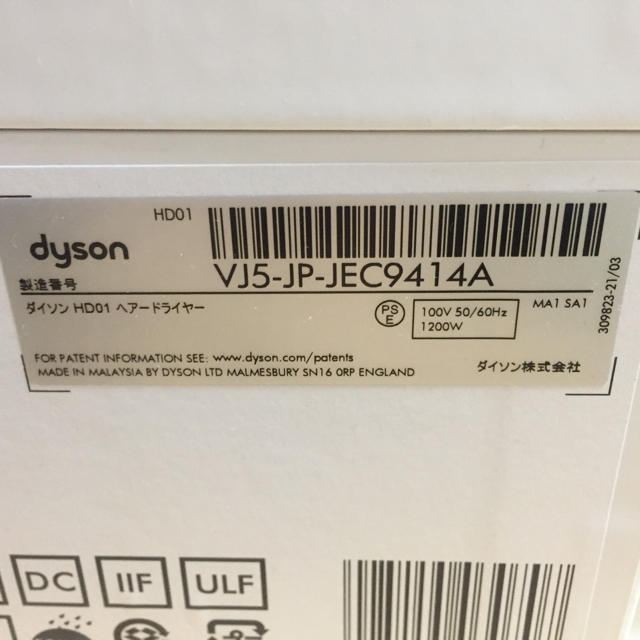 HD01
dyson
製造番号
VJ5-JP-JEC9414A
ダイソン HD01 ヘアードライヤー
PS
E
100V 50/60Hz
1200W
MA1 SA1
309823-21/03
FOR PATENT INFORMATION SEE: www.dyson.com/patents
MADE IN MALAYSIA BY DYSON LTD MALMESBURY SN16 0RP ENGLAND
ダイソン株式会社
DC
IIF
ULF